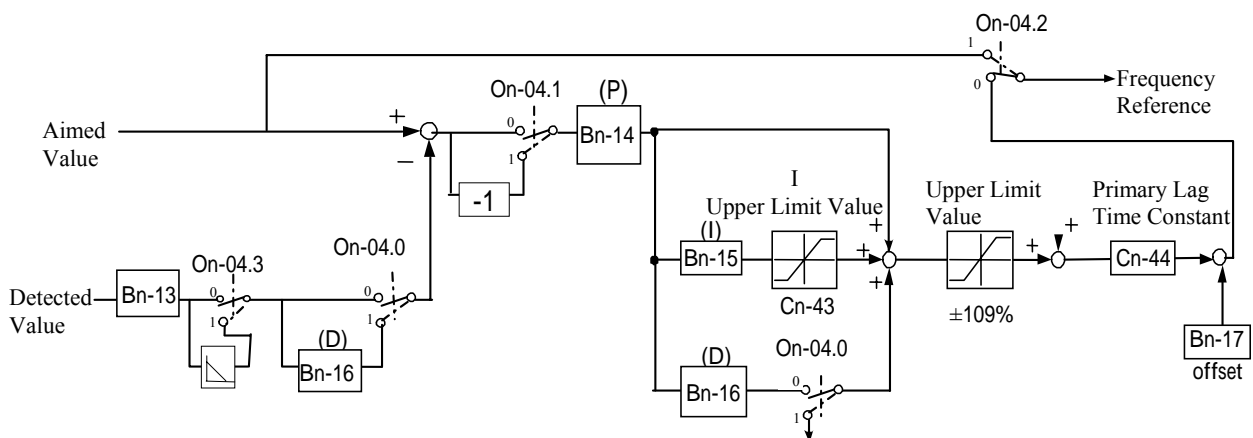 On-04.2
1
0
Frequency
Reference
On-04.1
(P)
0
1
Bn-14
Aimed
Value
+
−
-1
I
Upper Limit Value
Upper Limit
Value
Primary Lag
Time Constant
On-04.3
On-04.0
(I)
Bn-15
+
+
+
+
+
Cn-44
Detected
Value
Bn-13
0
1
0
1
(D)
Bn-16
Cn-43
±109%
(D)
Bn-16
On-04.0
0
1
Bn-17
offset